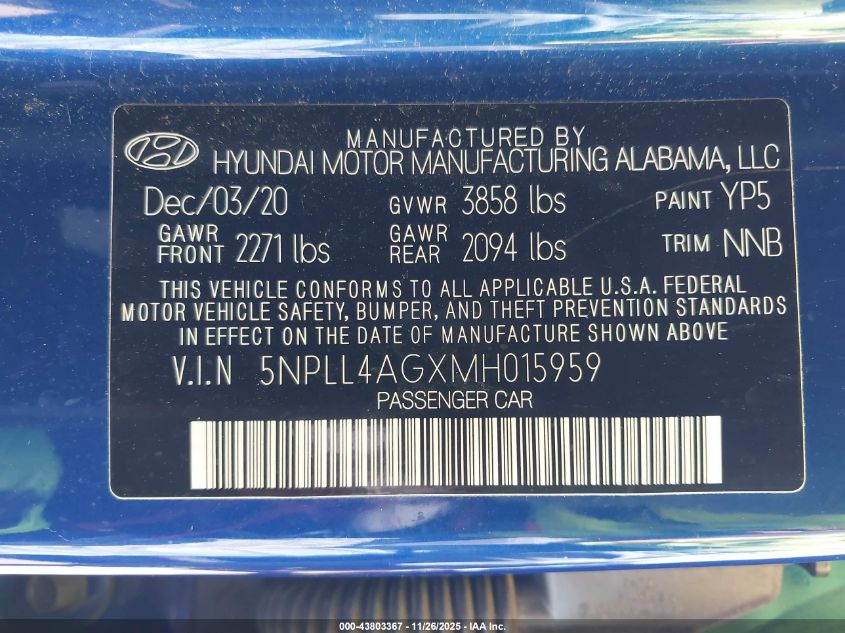 MANUFACTURED BY
HYUNDAI MOTOR MANUFACTURING ALABAMA, LLC
Dec/03/20 GVWR 3858 lbs PAINT YP5
GAWR FRONT 2271 lbs GAWR REAR 2094 lbs TRIM NNB
THIS VEHICLE CONFORMS TO ALL APPLICABLE U.S.A. FEDERAL
MOTOR VEHICLE SAFETY, BUMPER, AND THEFT PREVENTION STANDARDS
IN EFFECT ON THE DATE OF MANUFACTURE SHOWN ABOVE
V.I.N 5NPLL4AGXMH015959
PASSENGER CAR
000-43803367 • 11/26/2025 • IAA Inc.